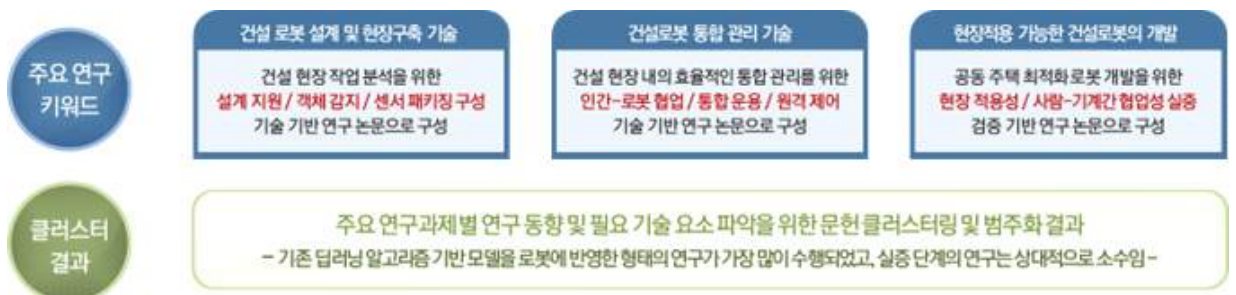 주요 연구
키워드
건설 로봇 설계 및 현장구축 기술
건설 현장 작업 분석을 위한
설계 지원 / 객체 감지 / 센서 패키징 구성
기술 기반 연구 논문으로 구성
건설로봇 통합 관리 기술
건설 현장 내의 효율적인 통합 관리를 위한
인간-로봇 협업 / 통합 운용 / 원격 제어
기술 기반 연구 논문으로 구성
현장적용 가능한 건설로봇의 개발
공동 주택 최적화 로봇 개발을 위한
현장 적용성 / 사람-기계간 협업성 실증
검증 기반 연구 논문으로 구성
클러스터
결과
주요 연구과제별 연구 동향 및 필요 기술 요소 파악을 위한 문헌 클러스터링 및 범주화 결과
- 기존 딥러닝 알고리즘 기반 모델을 로봇에 반영한 형태의 연구가 가장 많이 수행되었고, 실증 단계의 연구는 상대적으로 소수임 -